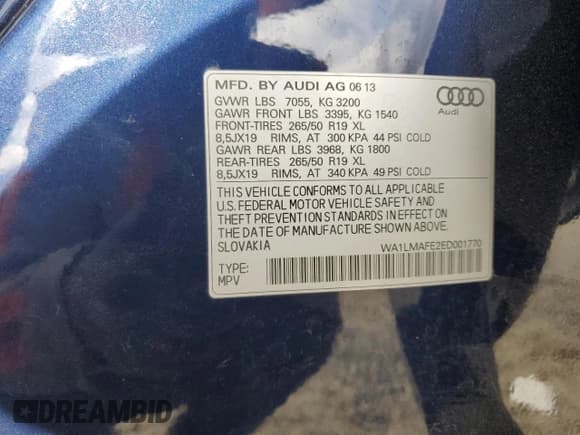 MFD. BY AUDI AG 06 13
GVWR LBS 7055, KG 3200
GAWR FRONT LBS 3395, KG 1540
FRONT-TIRES 265/50 R19 XL
8,5JX19 RIMS, AT 300 KPA 44 PSI COLD
GAWR REAR LBS 3968, KG 1800
REAR-TIRES 265/50 R19 XL
8,5JX19 RIMS, AT 340 KPA 49 PSI COLD
Audi
THIS VEHICLE CONFORMS TO ALL APPLICABLE
U.S. FEDERAL MOTOR VEHICLE SAFETY AND
THEFT PREVENTION STANDARDS IN EFFECT ON
THE DATE OF MANUFACTURE SHOWN ABOVE.
SLOVAKIA WA1LMAFE2ED001770
TYPE:
MPV
DREAMBID